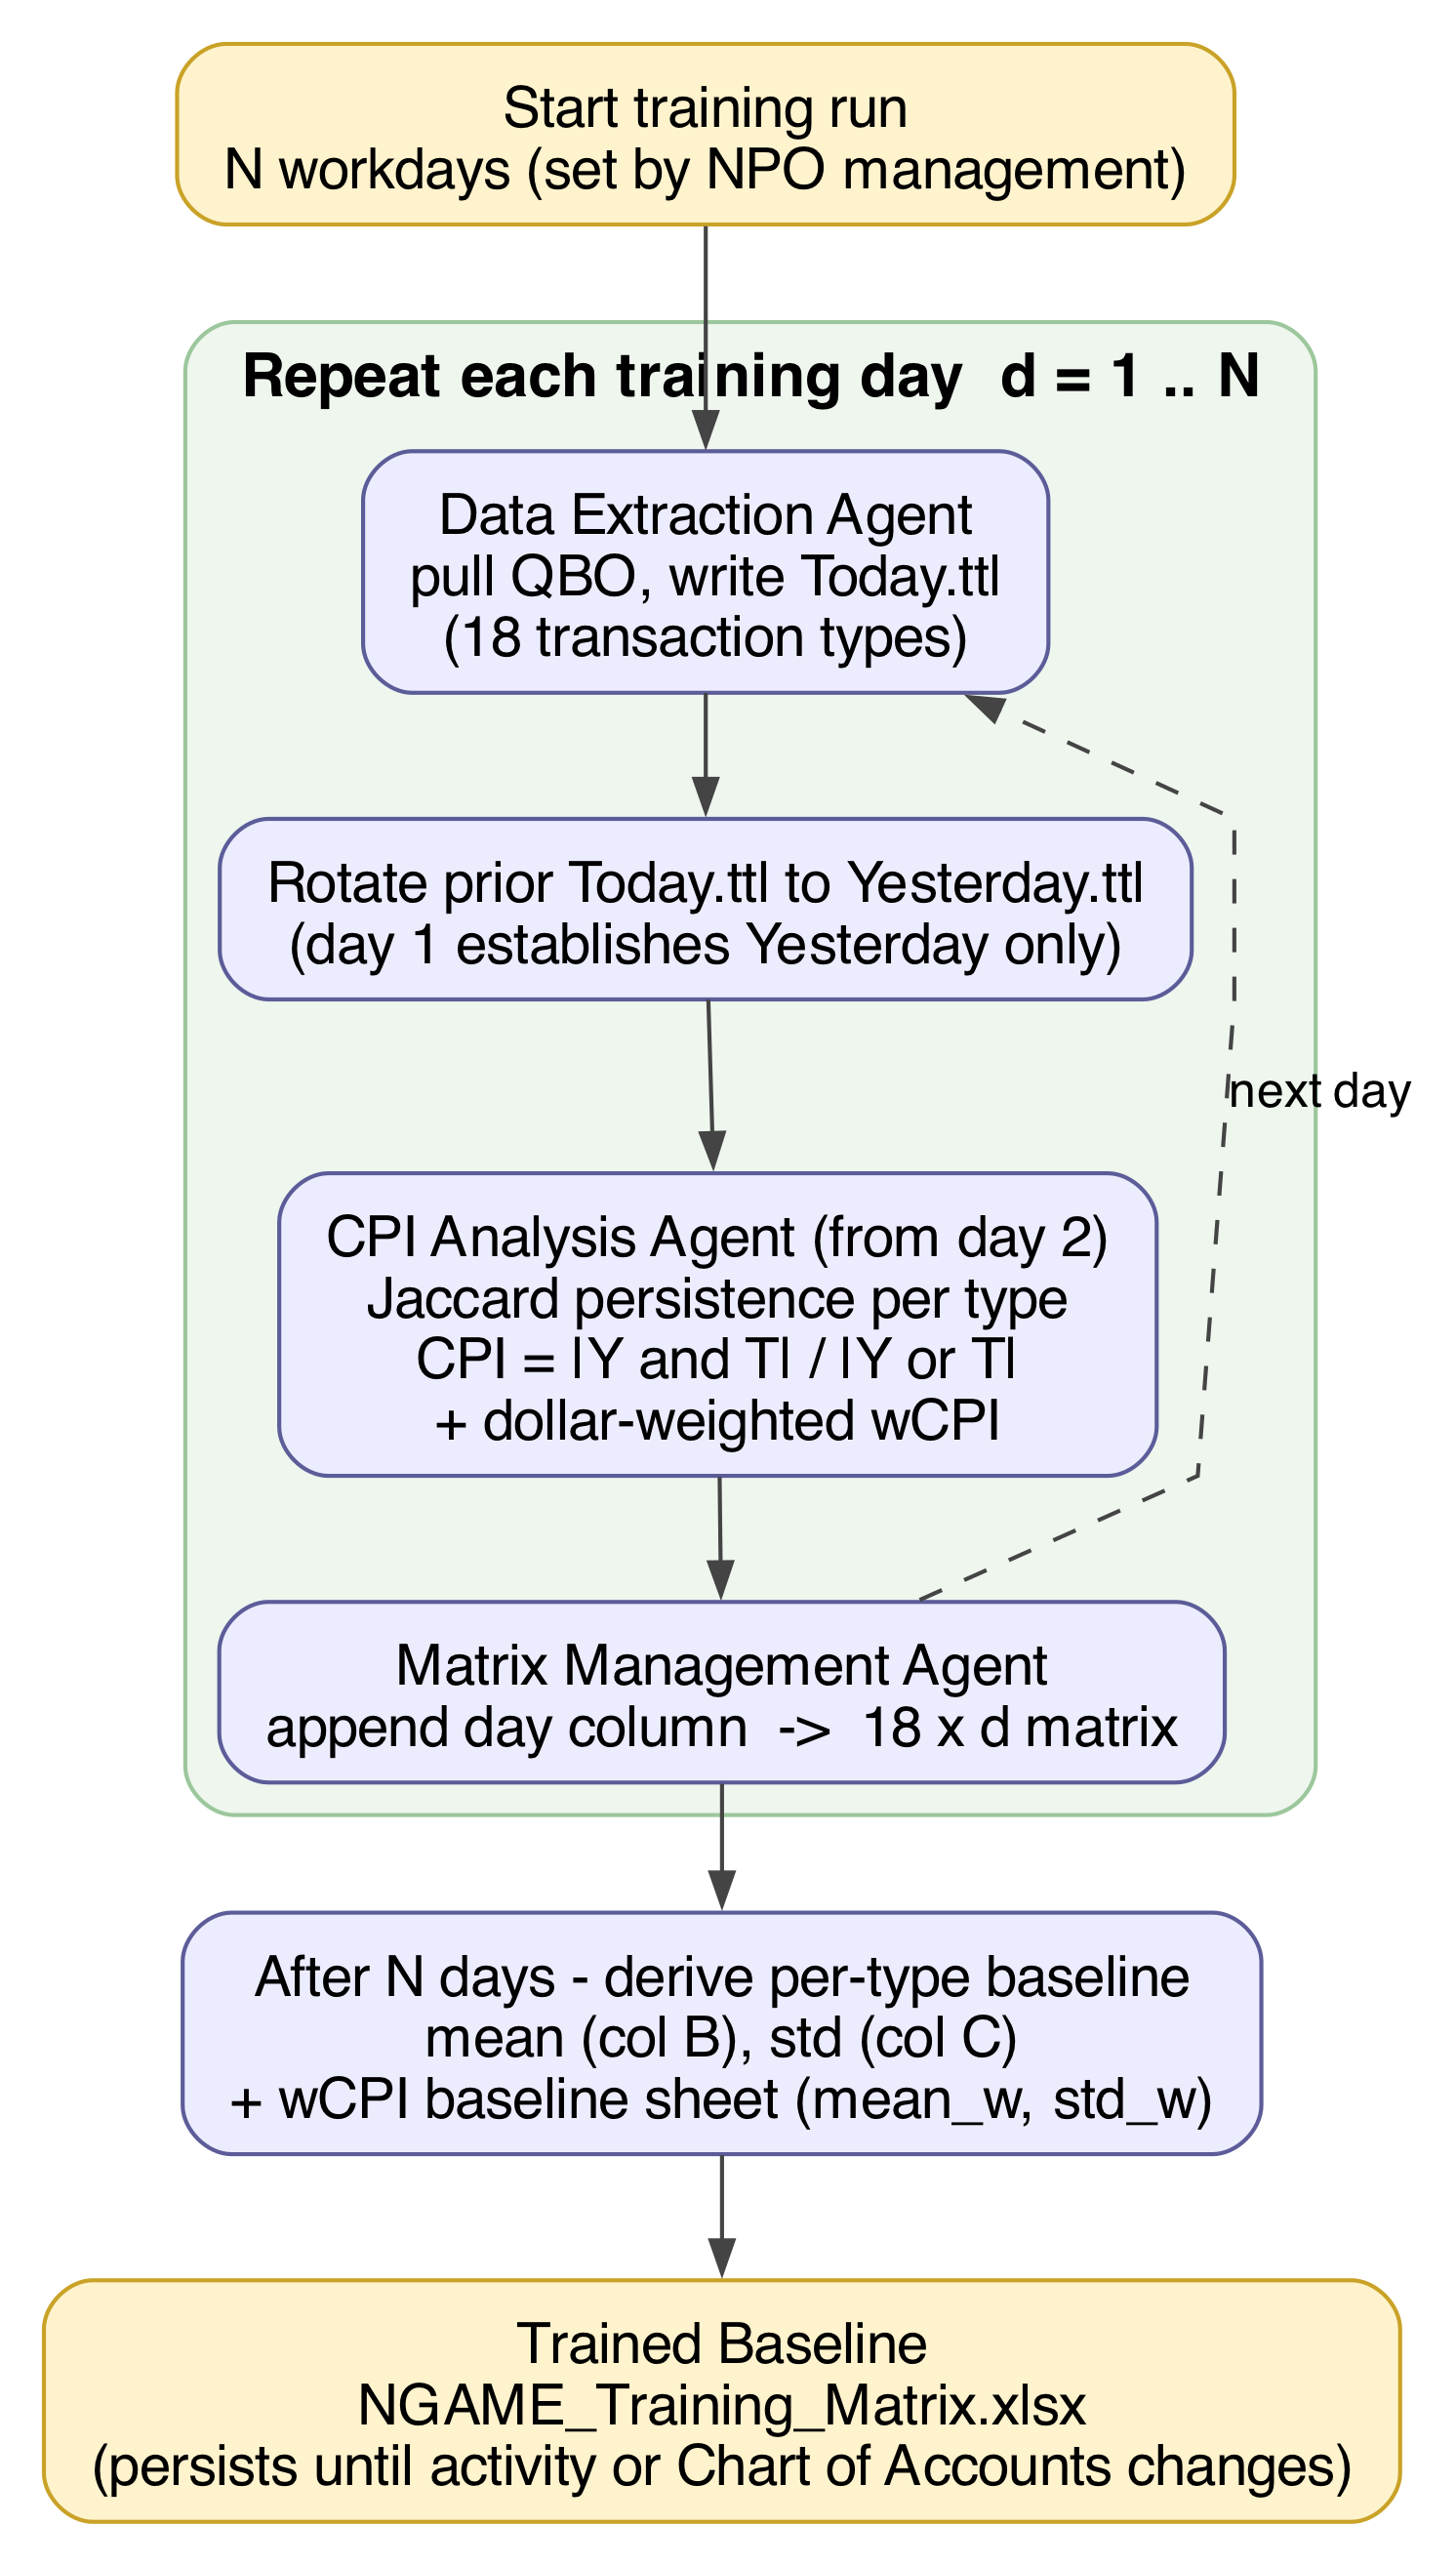 Start training run
N workdays (set by NPO management)
Repeat each training day  d = 1 .. N
Data Extraction Agent
pull QBO, write Today.ttl
(18 transaction types)
Rotate prior Today.ttl to Yesterday.ttl
(day 1 establishes Yesterday only)
next day
CPI Analysis Agent (from day 2)
Jaccard persistence per type
CPI = |Y and T| / |Y or T|
+ dollar-weighted wCPI
Matrix Management Agent
append day column  ->  18 x d matrix
After N days - derive per-type baseline
mean (col B), std (col C)
+ wCPI baseline sheet (mean_w, std_w)
Trained Baseline
NGAME_Training_Matrix.xlsx
(persists until activity or Chart of Accounts changes)